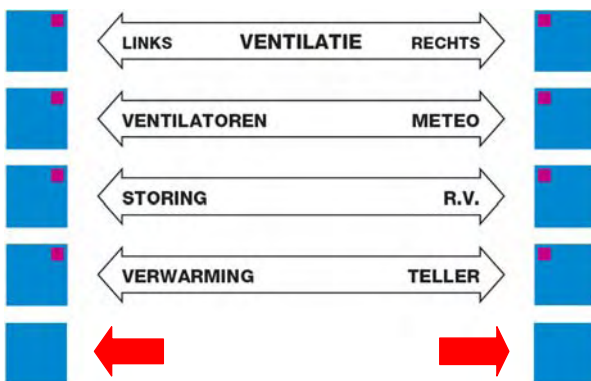 LINKS VENTILATIE RECHTS
VENTILATOREN METEO
STORING R.V.
VERWARMING TELLER